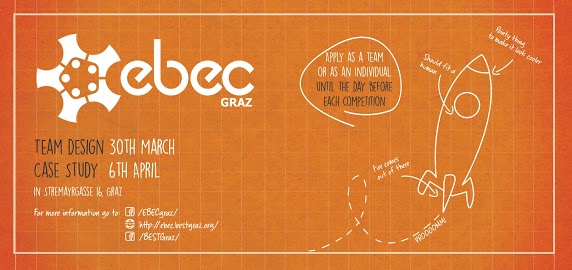 ebec
GRAZ
TEAM DESIGN 30TH MARCH
CASE STUDY 6TH APRIL
IN STREMAYRGASSE 16, GRAZ
For more information go to: /EBECgraz/
http://ebec.bestgraz.org/
/BESTGraz/
APPLY AS A TEAM
OR AS AN INDIVIDUAL
UNTIL THE DAY BEFORE
EACH COMPETITION
Pointy thing
to make it look cooler
Should fit a
human
Fire comes
out of there